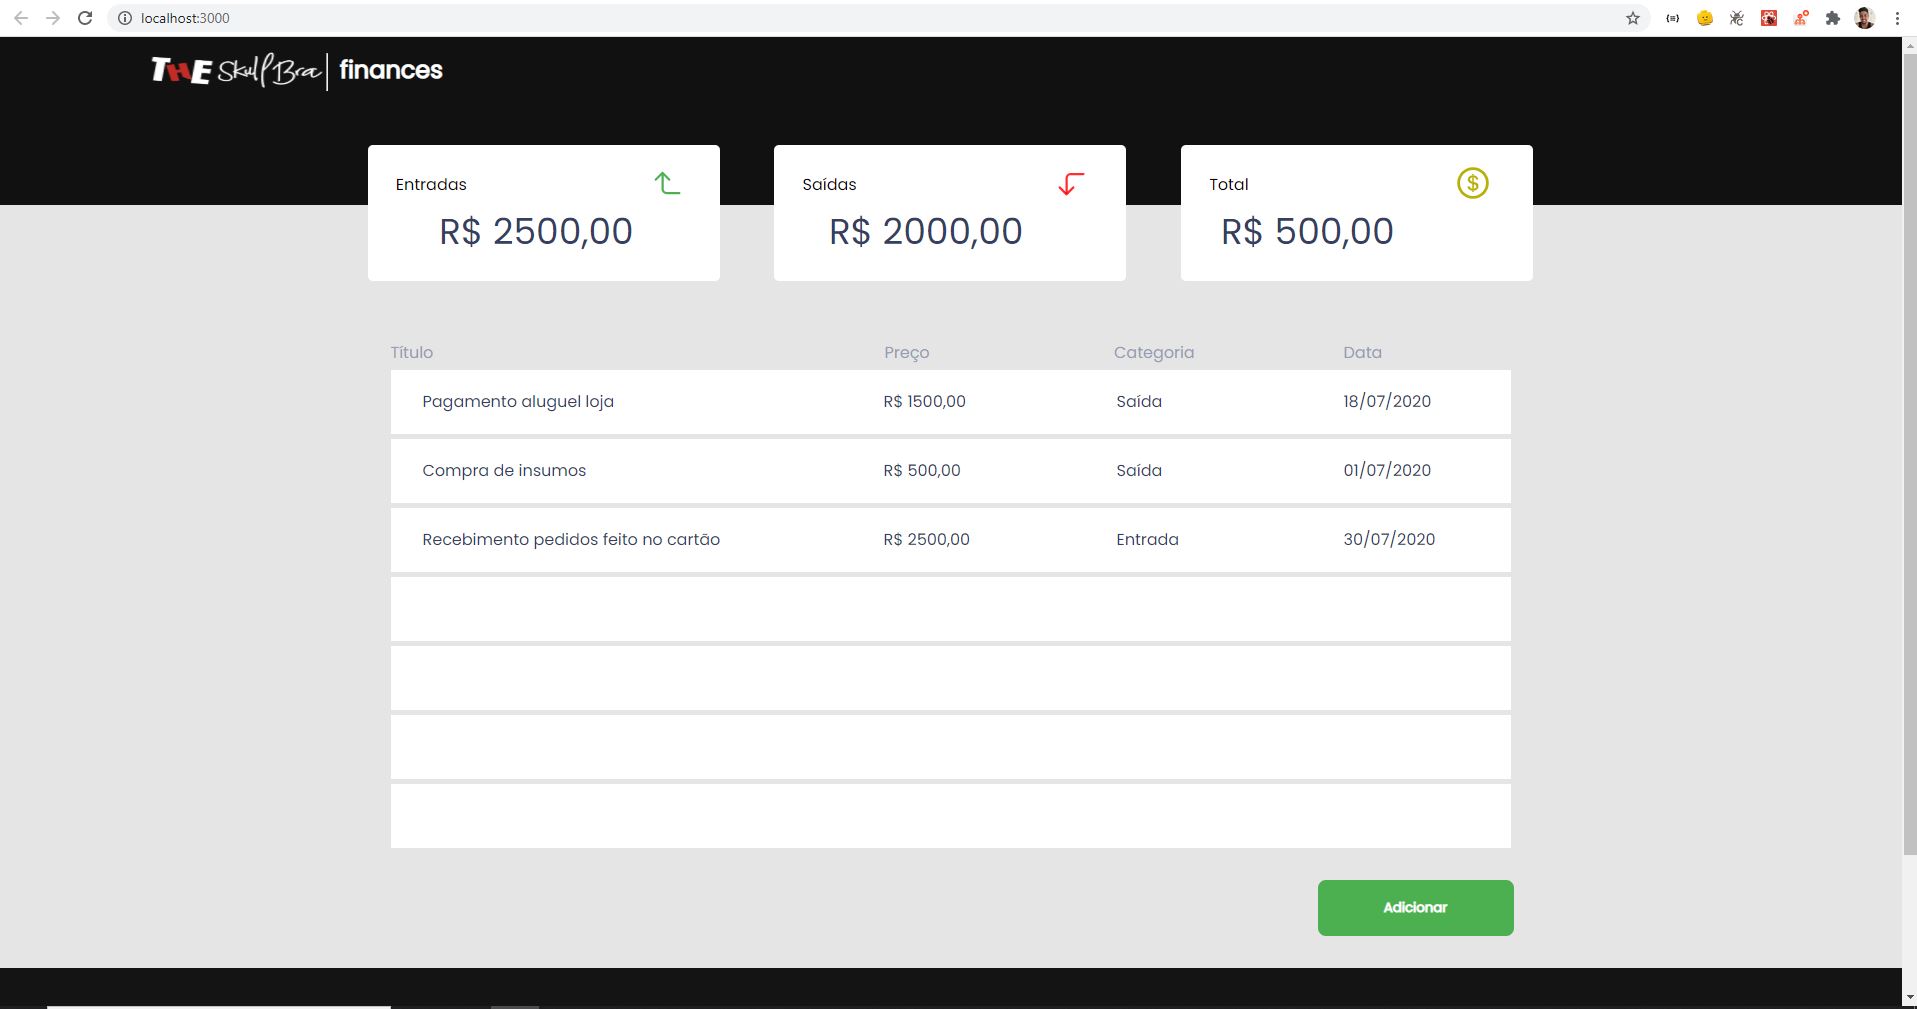 localhost:3000
THE Skull Bra | finances
Entradas
R$ 2500,00
Saídas
R$ 2000,00
Total
$
R$ 500,00
Título Preço Categoria Data
Pagamento aluguel loja R$ 1500,00 Saída 18/07/2020
Compra de insumos R$ 500,00 Saída 01/07/2020
Recebimento pedidos feito no cartão R$ 2500,00 Entrada 30/07/2020
Adicionar